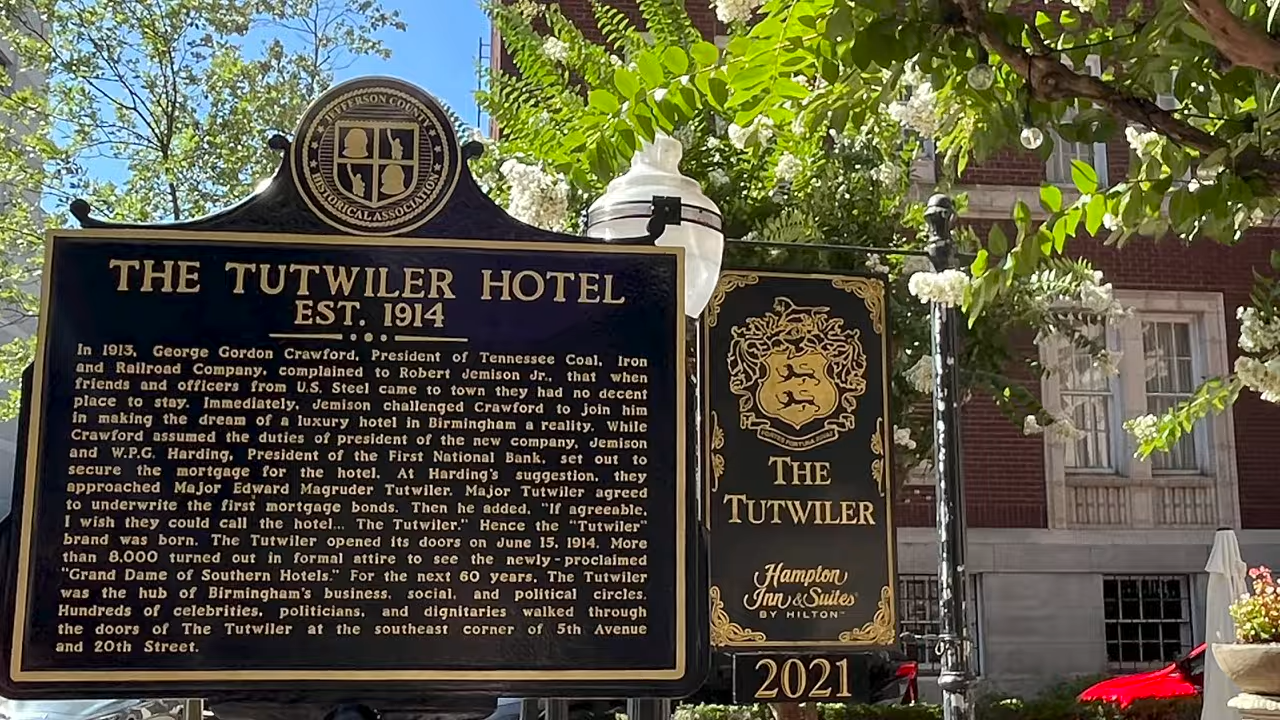 JEFFERSON COUNTY
HISTORICAL ASSOCIATION
THE TUTWILER HOTEL
EST. 1914
In 1913, George Gordon Crawford, President of Tennessee Coal, Iron
and Railroad Company, complained to Robert Jemison Jr., that when
friends and officers from U.S. Steel came to town they had no decent
place to stay. Immediately, Jemison challenged Crawford to join him
in making the dream of a luxury hotel in Birmingham a reality. While
Crawford assumed the duties of president of the new company, Jemison
and W.P.G. Harding, President of the First National Bank, set out to
secure the mortgage for the hotel. At Harding's suggestion, they
approached Major Edward Magruder Tutwiler. Major Tutwiler agreed
to underwrite the first mortgage bonds. Then he added, "If agreeable,
I wish they could call the hotel... The Tutwiler." Hence the "Tutwiler"
brand was born. The Tutwiler opened its doors on June 15, 1914. More
than 8,000 turned out in formal attire to see the newly-proclaimed
"Grand Dame of Southern Hotels." For the next 60 years, The Tutwiler
was the hub of Birmingham's business, social, and political circles.
Hundreds of celebrities, politicians, and dignitaries walked through
the doors of The Tutwiler at the southeast corner of 5th Avenue
and 20th Street.
FORTES FORTUNA JUVAT
THE
TUTWILER
Hampton
Inn & Suites
BY HILTON™
2021